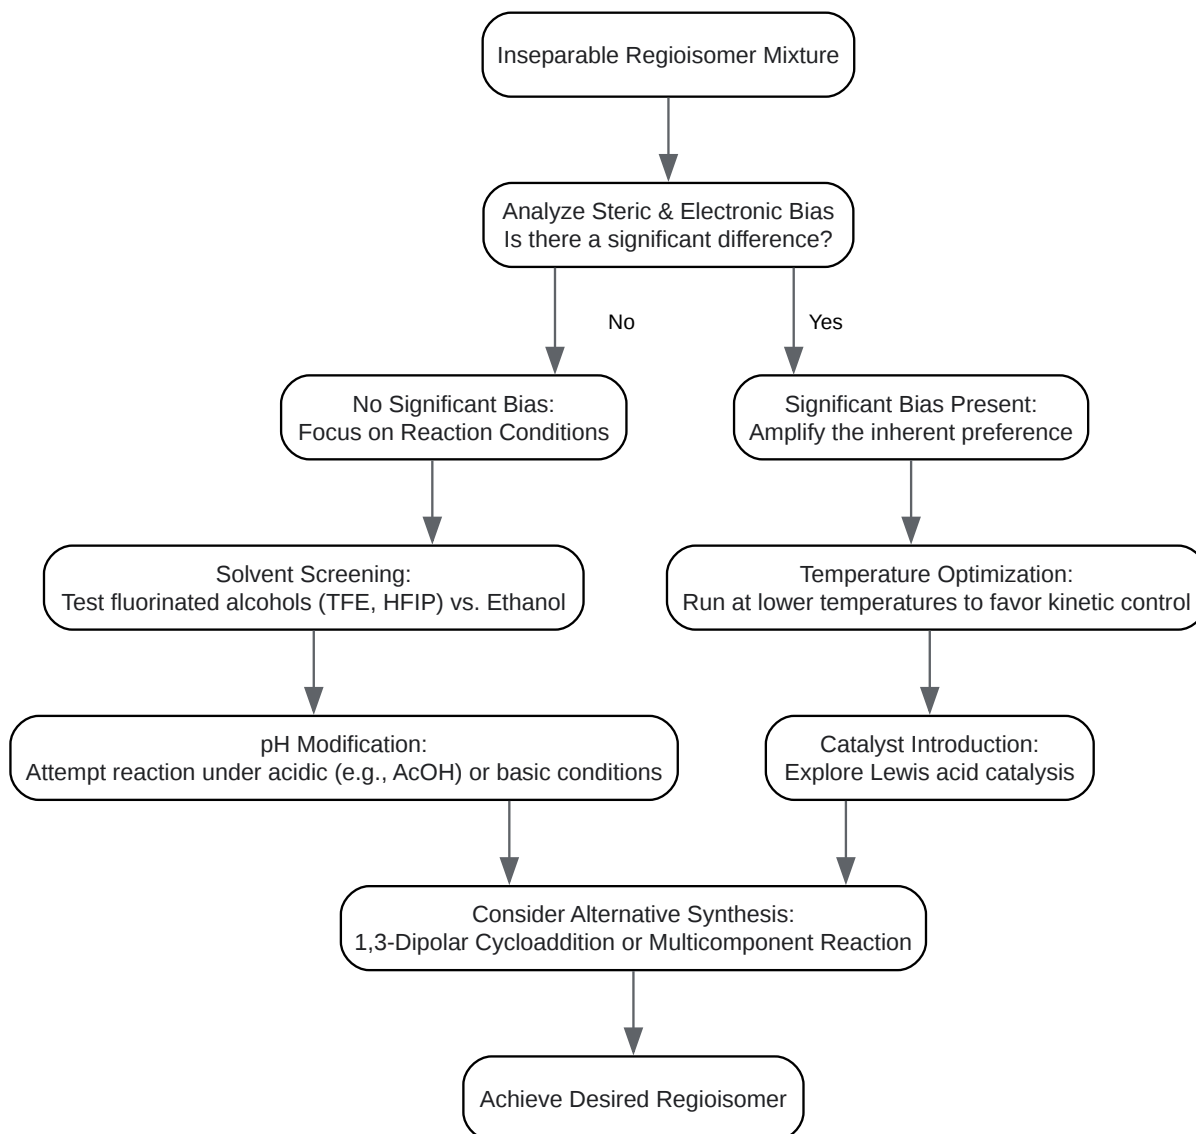 Inseparable Regioisomer Mixture
Analyze Steric & Electronic Bias
Is there a significant difference?
No
Yes
No Significant Bias:
Focus on Reaction Conditions
Significant Bias Present:
Amplify the inherent preference
Solvent Screening:
Test fluorinated alcohols (TFE, HFIP) vs. Ethanol
Temperature Optimization:
Run at lower temperatures to favor kinetic control
pH Modification:
Attempt reaction under acidic (e.g., AcOH) or basic conditions
Catalyst Introduction:
Explore Lewis acid catalysis
Consider Alternative Synthesis:
1,3-Dipolar Cycloaddition or Multicomponent Reaction
Achieve Desired Regioisomer